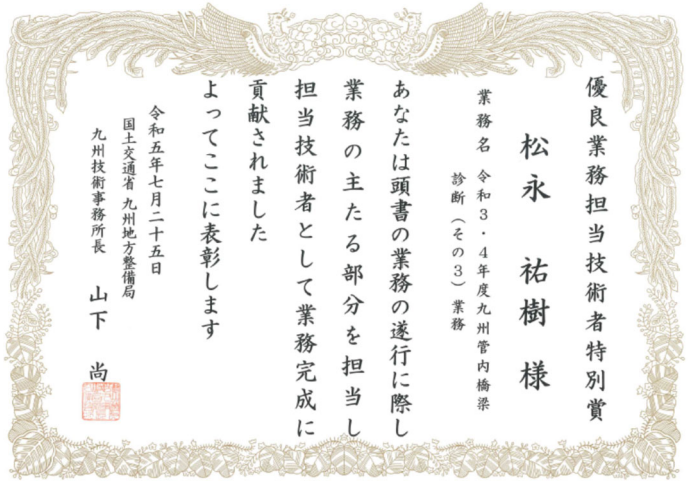 優良業務担当技術者特別賞
松永 祐樹 様
業務名 令和３・４年度九州管内橋梁
診断（その３）業務
あなたは頭書の業務の遂行に際し
業務の主たる部分を担当し
担当技術者として業務完成に
貢献されました
よってここに表彰します
令和五年七月二十五日
国土交通省 九州地方整備局
九州技術事務所長 山下 尚